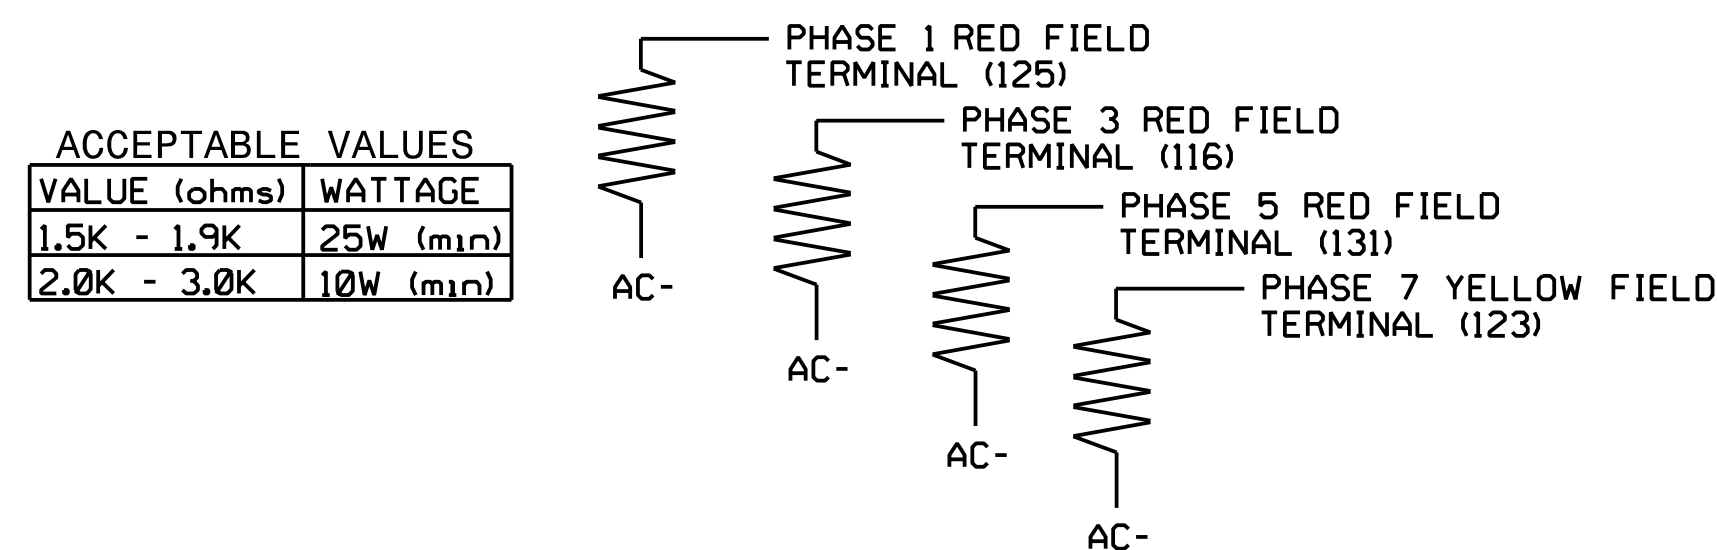 ACCEPTABLE VALUES
VALUE (ohms) WATTAGE
1.5K - 1.9K 25W (min)
2.0K - 3.0K 10W (min)
PHASE 1 RED FIELD
TERMINAL (125)
AC-
PHASE 3 RED FIELD
TERMINAL (116)
AC-
PHASE 5 RED FIELD
TERMINAL (131)
AC-
PHASE 7 YELLOW FIELD
TERMINAL (123)
AC-